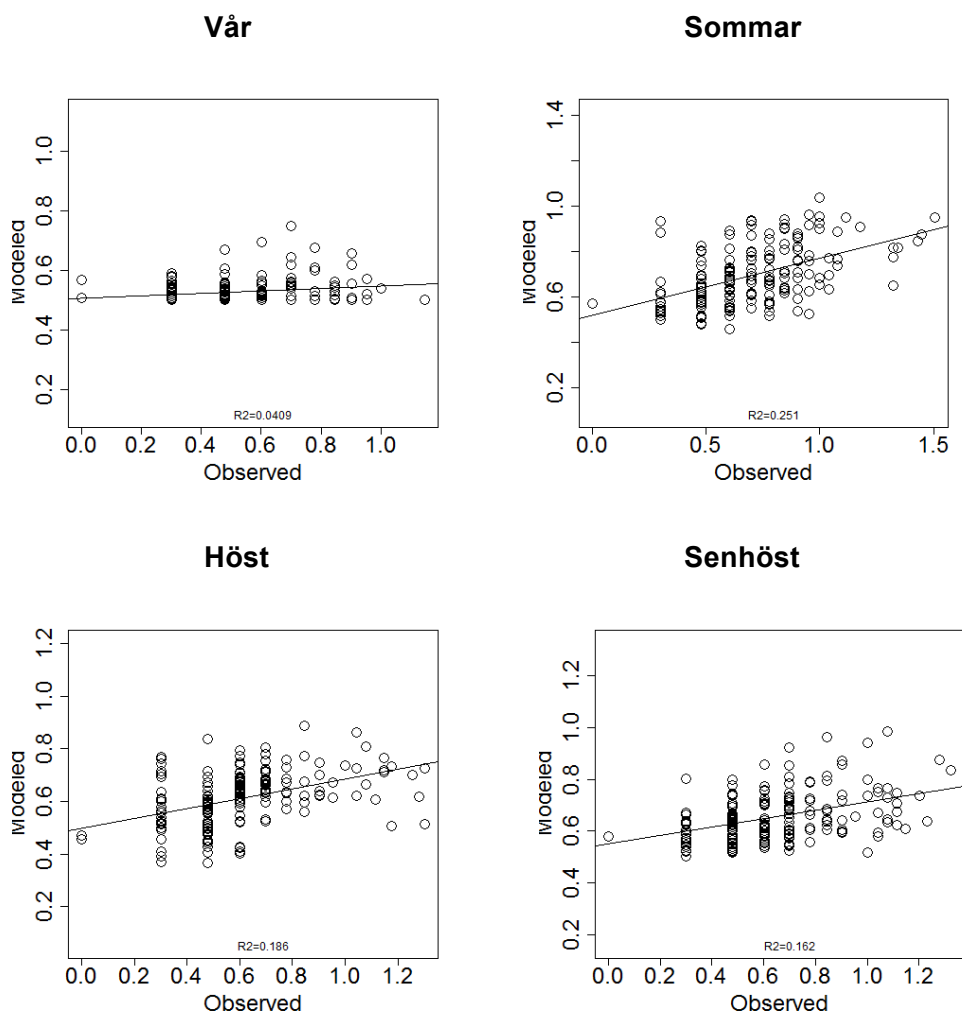 Vår
Sommar
Modeled
0.2 0.4 0.6 0.8 1.0
R2=0.0409
0.0 0.2 0.4 0.6 0.8 1.0
Observed
Modeled
0.2 0.6 1.0 1.4
R2=0.251
0.0 0.5 1.0 1.5
Observed
Höst
Senhöst
Modeled
0.2 0.4 0.6 0.8 1.0 1.2
R2=0.186
0.0 0.2 0.4 0.6 0.8 1.0 1.2
Observed
Modeled
0.2 0.4 0.6 0.8 1.0 1.2
R2=0.162
0.0 0.2 0.4 0.6 0.8 1.0 1.2
Observed